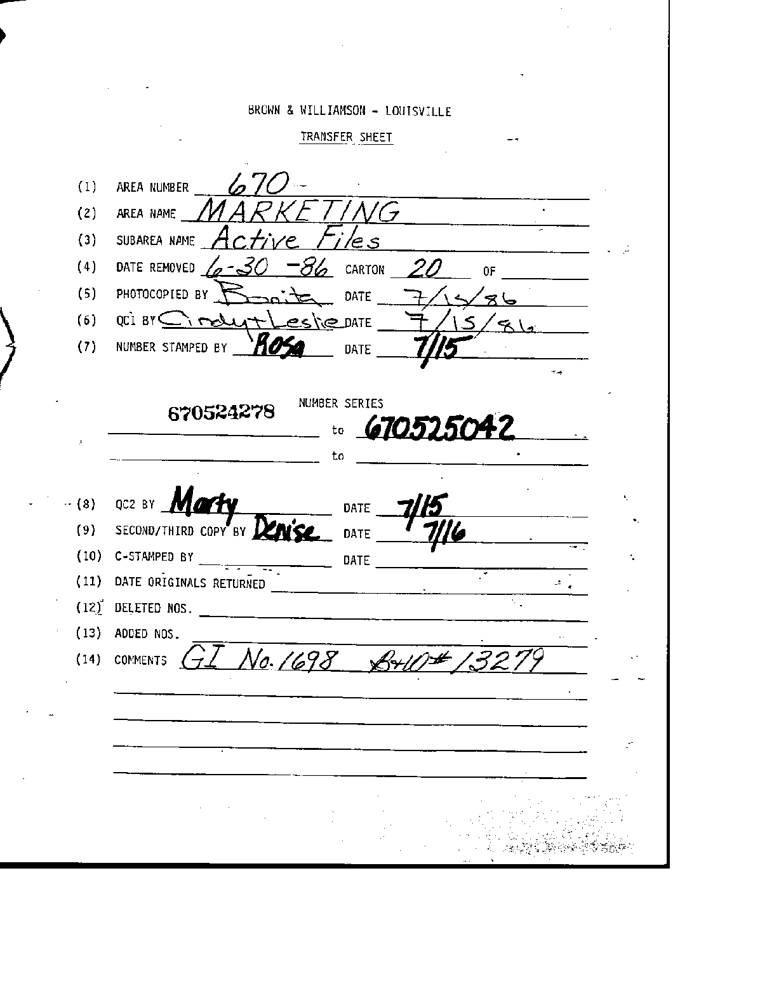 BROWN & WILLIAMSON - LOUISVILLE
TRANSFER SHEET
(1) AREA NUMBER 670 -
(2) AREA NAME MARKETING
(3) SUBAREA NAME Active Files
(4) DATE REMOVED 6-30-86 CARTON 20 OF
(5) PHOTOCOPIED BY Bonita DATE 7/15/86
(6) QC1 BY Cindy + Leslie DATE 7/15/86
(7) NUMBER STAMPED BY Rosa DATE 7/15
NUMBER SERIES
670524278 to 670525042
to
(8) QC2 BY Marty DATE 7/15
(9) SECOND/THIRD COPY BY Denise DATE 7/16
(10) C-STAMPED BY DATE
(11) DATE ORIGINALS RETURNED
(12) DELETED NOS.
(13) ADDED NOS.
(14) COMMENTS GI No. 1698 # 13279